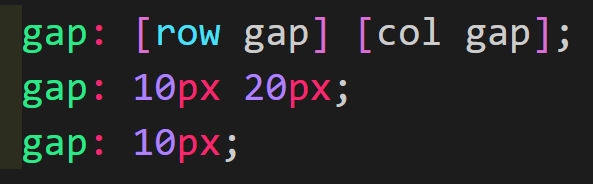 gap: [row gap] [col gap];
gap: 10px 20px;
gap: 10px;